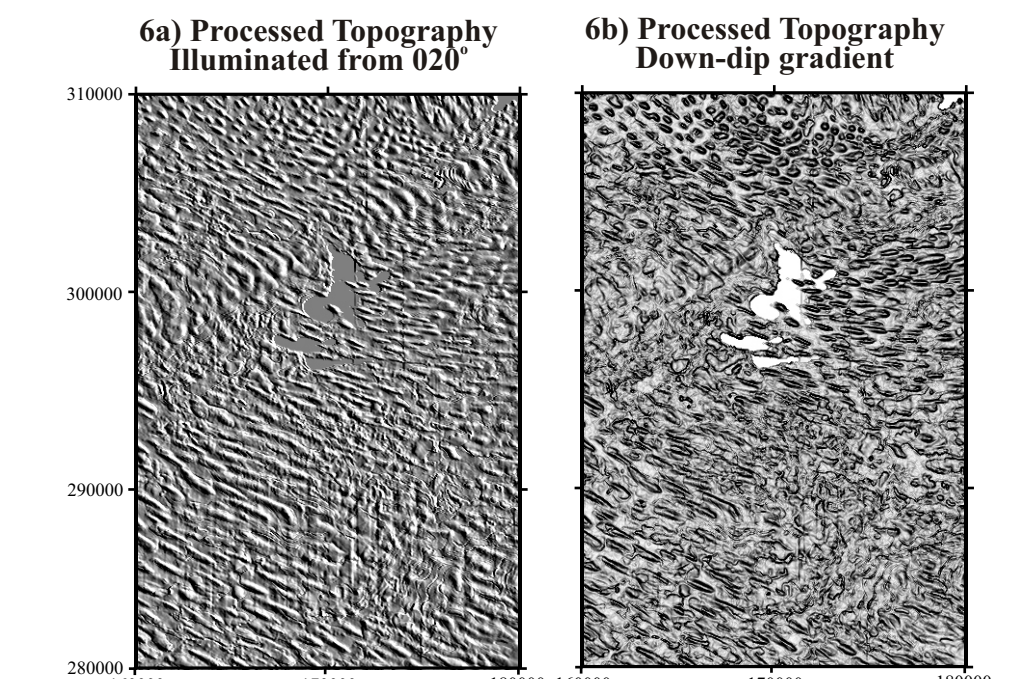 6a) Processed Topography
Illuminated from 020°
6b) Processed Topography
Down-dip gradient
310000
300000
290000
280000
180000
160000
170000
180000